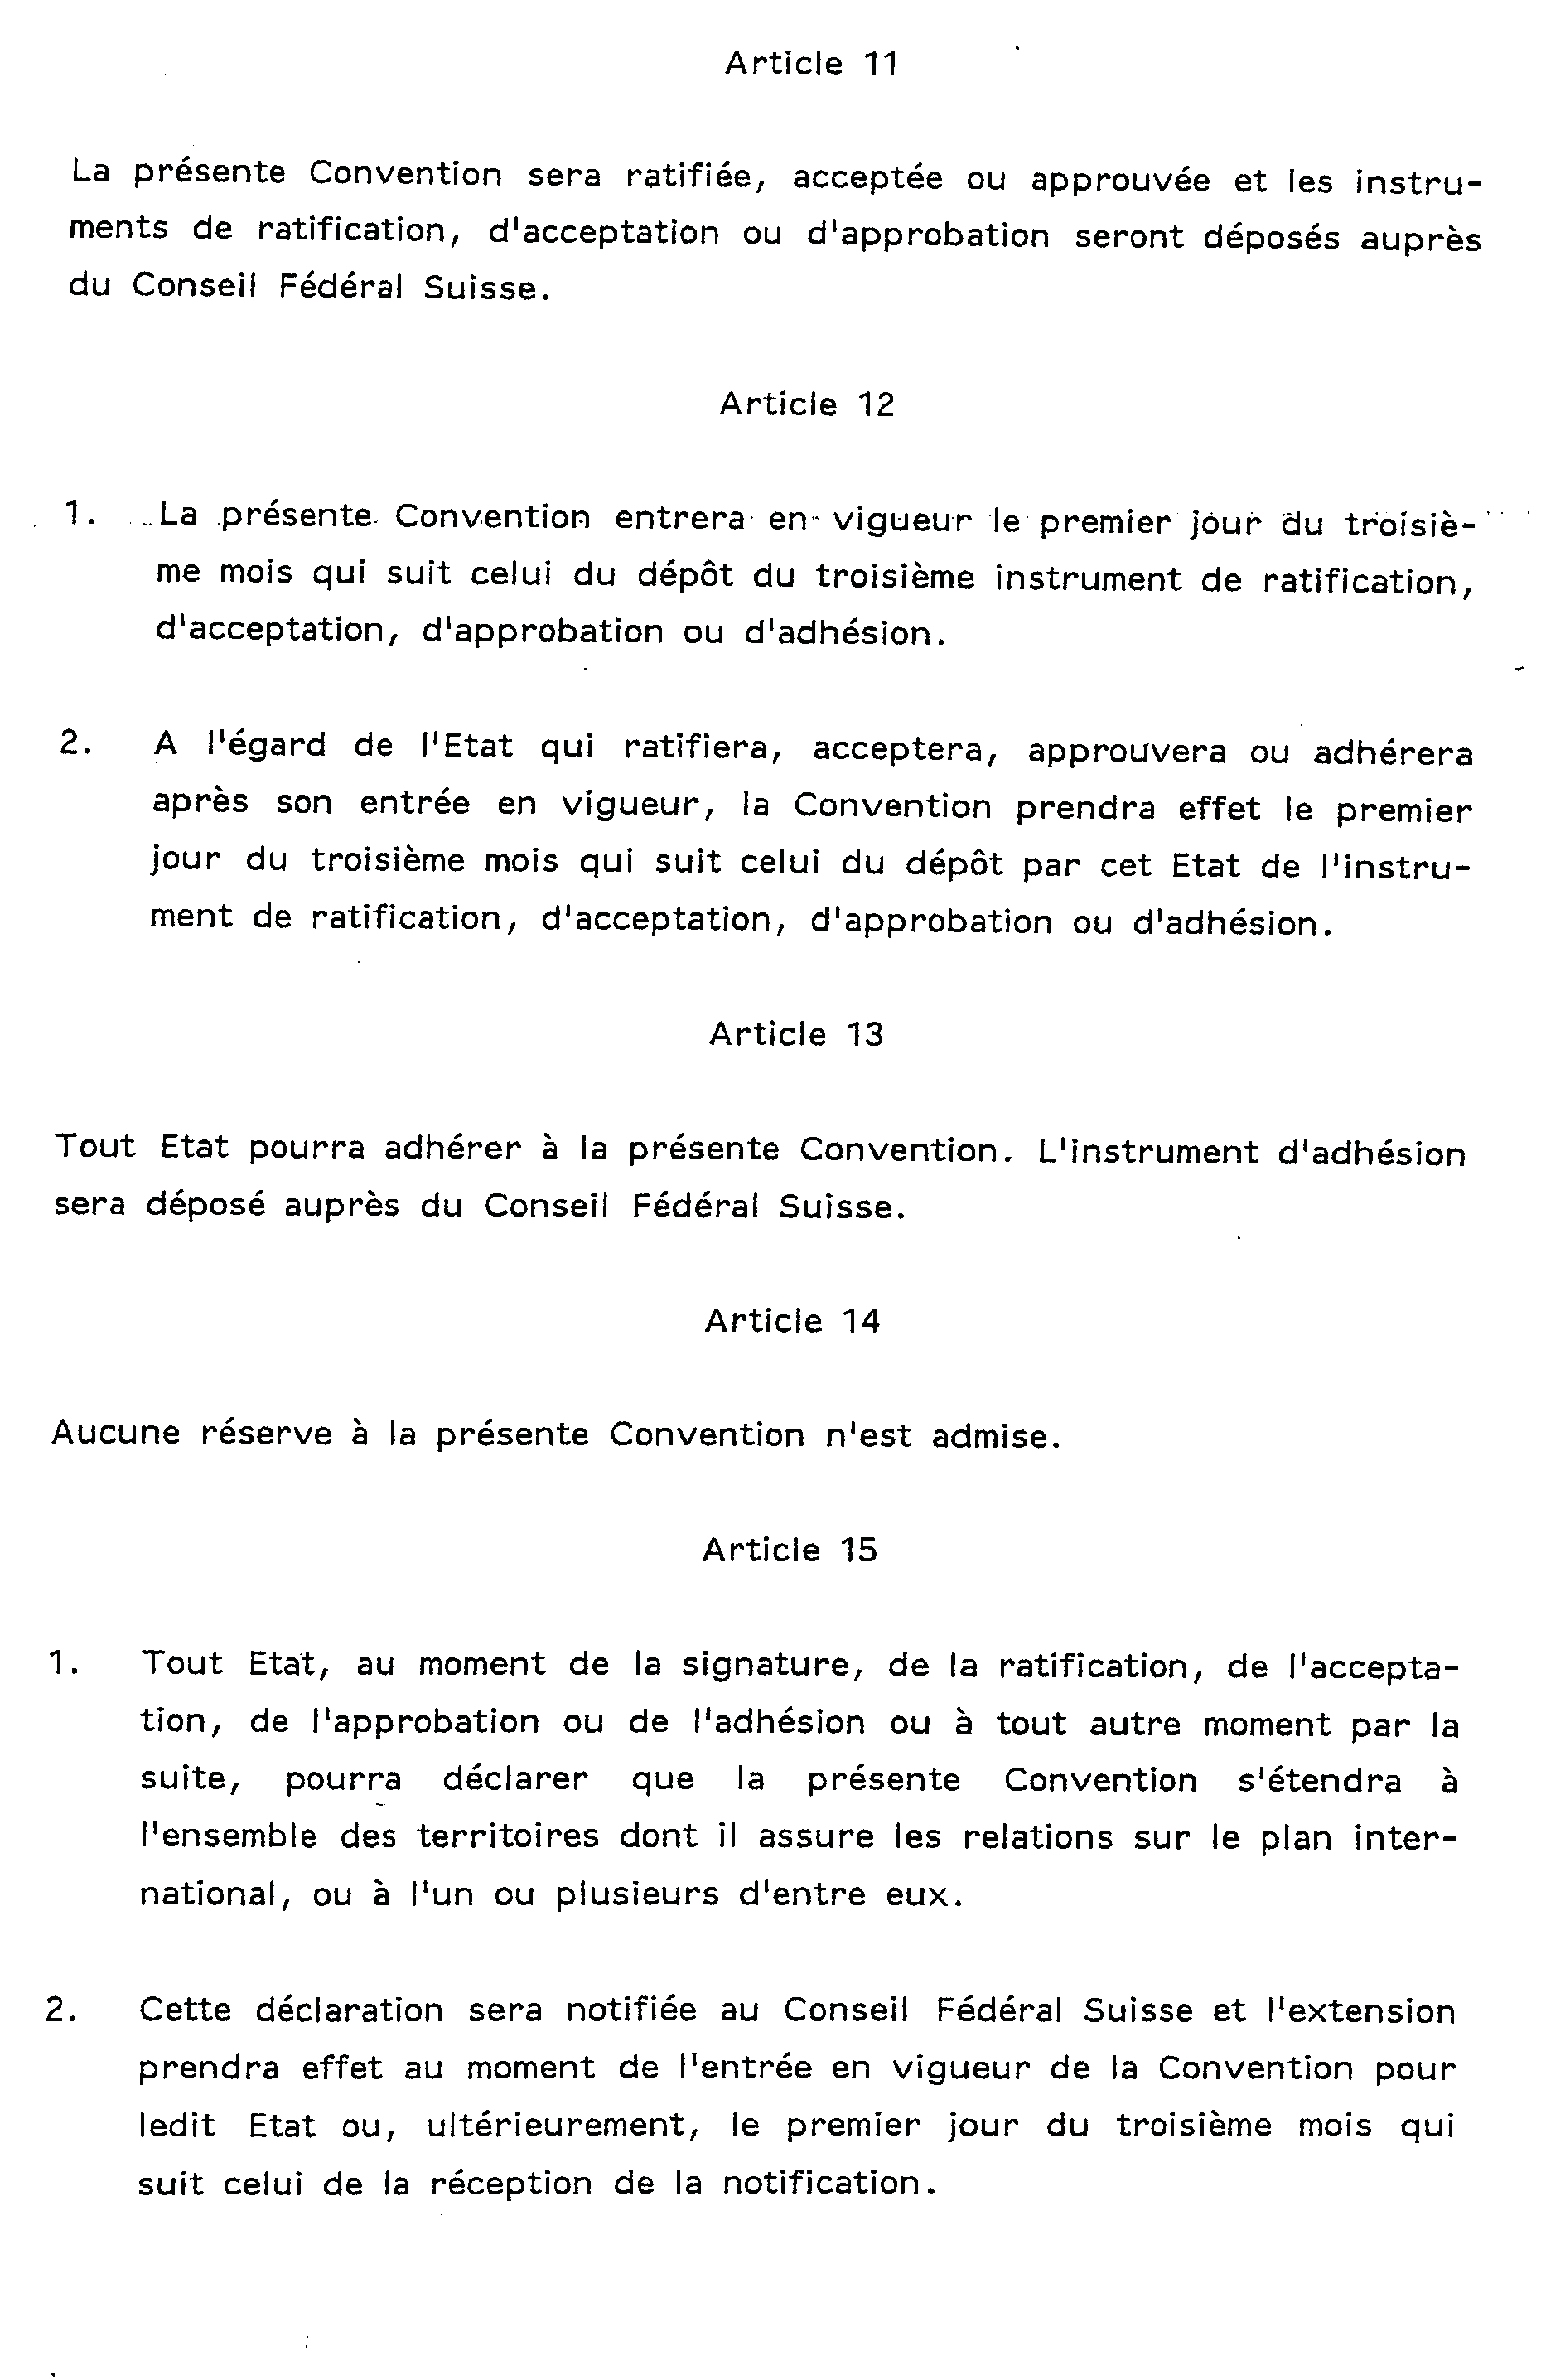 Article 11
La présente Convention sera ratifiée, acceptée ou approuvée et les instru-
ments de ratification, d'acceptation ou d'approbation seront déposés auprès
du Conseil Fédéral Suisse.
Article 12
1. La présente Convention entrera en vigueur le premier jour du troisiè-
me mois qui suit celui du dépôt du troisième instrument de ratification,
d'acceptation, d'approbation ou d'adhésion.
2. A l'égard de l'Etat qui ratifiera, acceptera, approuvera ou adhérera
après son entrée en vigueur, la Convention prendra effet le premier
jour du troisième mois qui suit celui du dépôt par cet Etat de l'instru-
ment de ratification, d'acceptation, d'approbation ou d'adhésion.
Article 13
Tout Etat pourra adhérer à la présente Convention. L'instrument d'adhésion
sera déposé auprès du Conseil Fédéral Suisse.
Article 14
Aucune réserve à la présente Convention n'est admise.
Article 15
1. Tout Etat, au moment de la signature, de la ratification, de l'accepta-
tion, de l'approbation ou de l'adhésion ou à tout autre moment par la
suite, pourra déclarer que la présente Convention s'étendra à
l'ensemble des territoires dont il assure les relations sur le plan inter-
national, ou à l'un ou plusieurs d'entre eux.
2. Cette déclaration sera notifiée au Conseil Fédéral Suisse et l'extension
prendra effet au moment de l'entrée en vigueur de la Convention pour
ledit Etat ou, ultérieurement, le premier jour du troisième mois qui
suit celui de la réception de la notification.